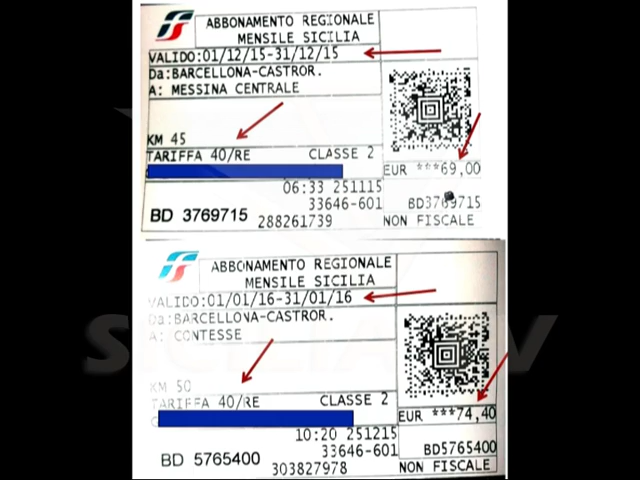 ABBONAMENTO REGIONALE
MENSILE SICILIA
VALIDO:01/12/15-31/12/15
Da:BARCELLONA-CASTROR.
A: MESSINA CENTRALE
KM 45
TARIFFA 40/RE CLASSE 2
EUR ***69,00
06:33 251115
33646-601
BD3769715
BD 3769715
288261739
NON FISCALE
ABBONAMENTO REGIONALE
MENSILE SICILIA
VALIDO:01/01/16-31/01/16
Da:BARCELLONA-CASTROR.
A: CONTESSE
KM 50
TARIFFA 40/RE CLASSE 2
EUR ***74,40
10:20 251215
33646-601
BD5765400
BD 5765400
303827978
NON FISCALE
SICILIA TV